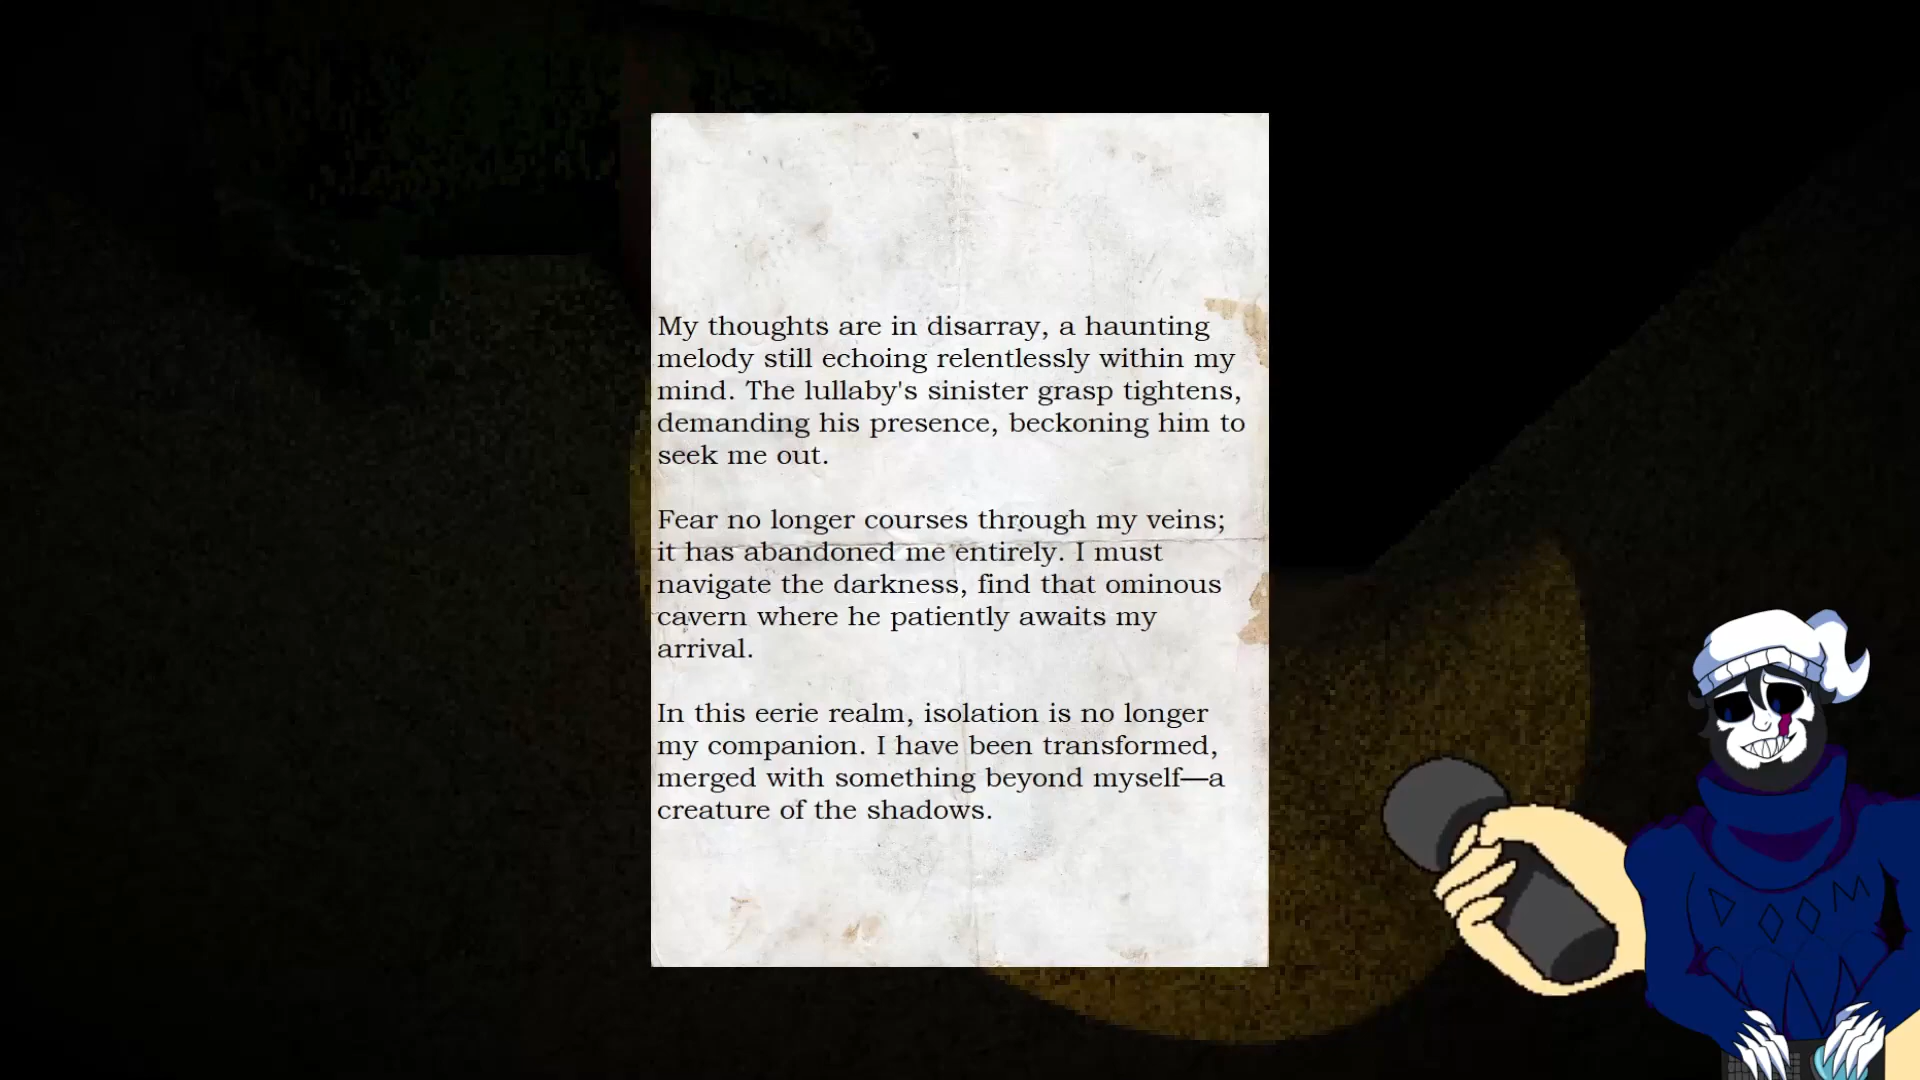 My thoughts are in disarray, a haunting
melody still echoing relentlessly within my
mind. The lullaby's sinister grasp tightens,
demanding his presence, beckoning him to
seek me out.
Fear no longer courses through my veins;
it has abandoned me entirely. I must
navigate the darkness, find that ominous
cavern where he patiently awaits my
arrival.
In this eerie realm, isolation is no longer
my companion. I have been transformed,
merged with something beyond myself—a
creature of the shadows.
DOOM